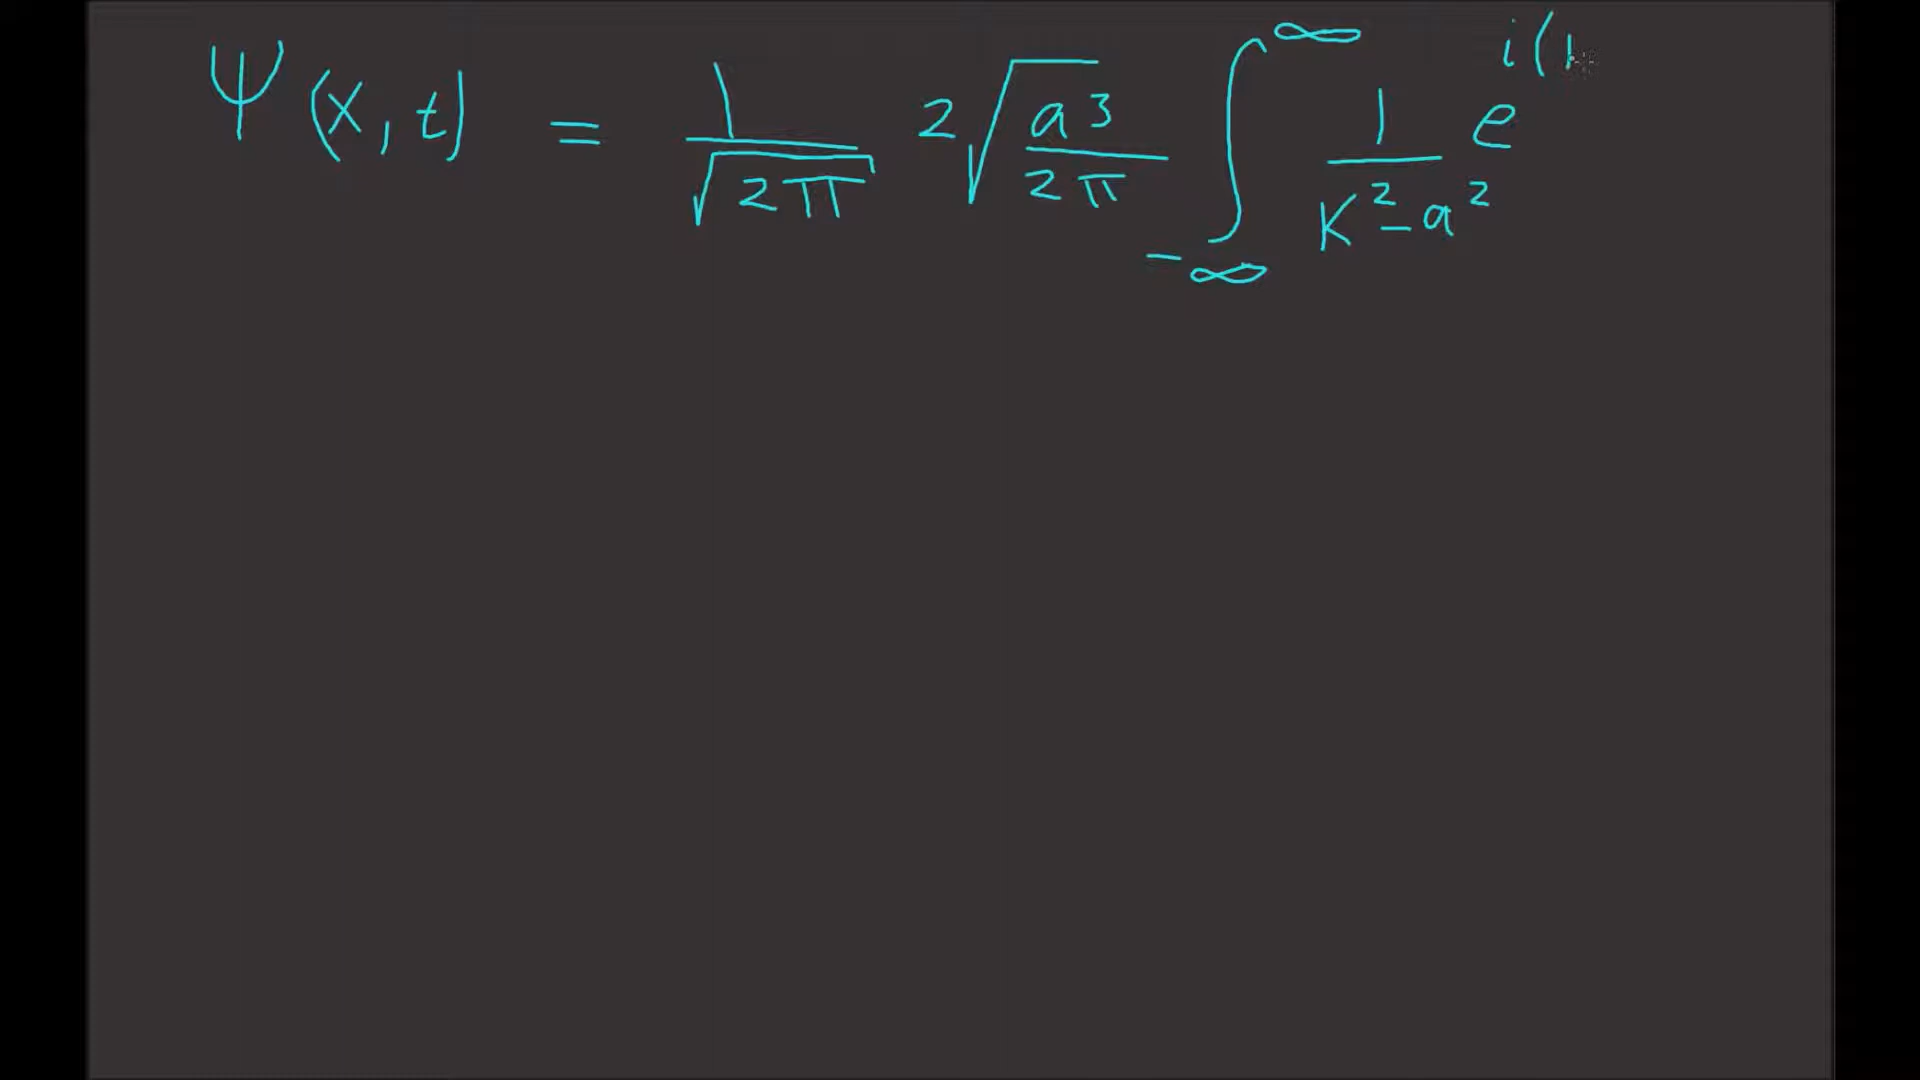 Ψ(x,t) = 1/√(2π) 2√(a³/2π) ∫_{-∞}^{∞} 1/(K²-a²) e^{i(